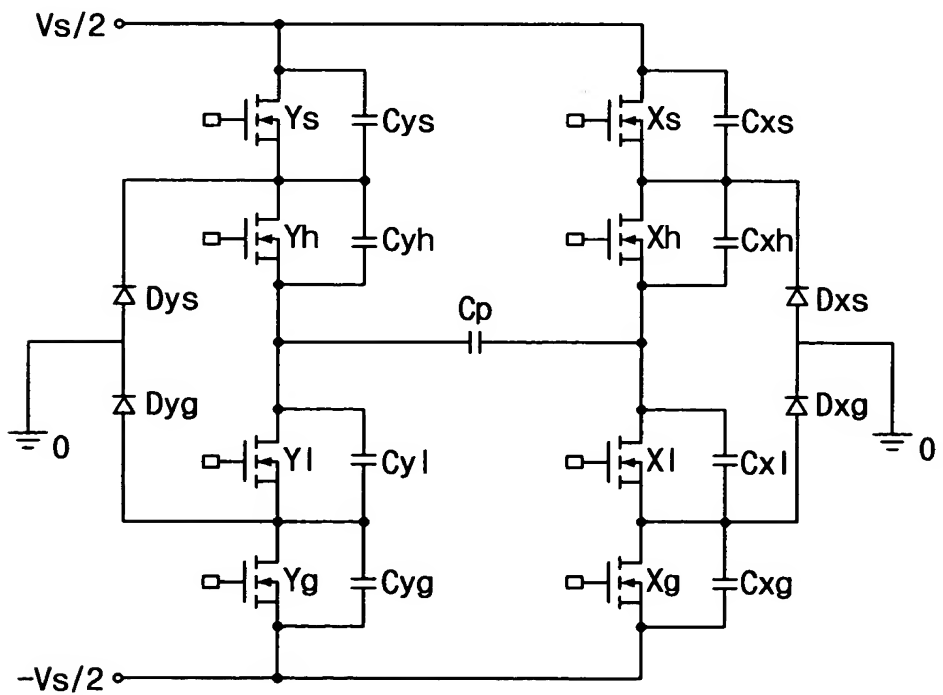 Vs/2
Ys
Cys
Xs
Cxs
Yh
Cyh
Xh
Cxh
Dys
Cp
Dxs
Dyg
Dxg
0
Yl
Cyl
Xl
Cxl
0
Yg
Cyg
Xg
Cxg
-Vs/2